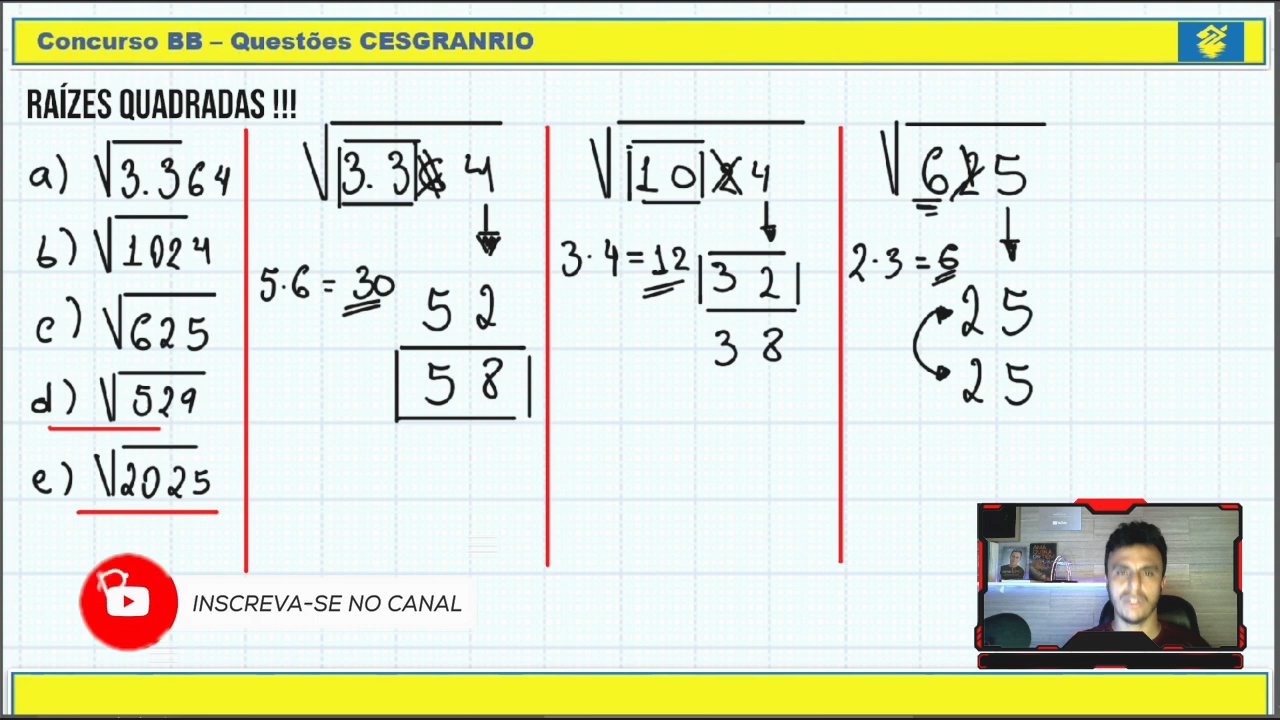 Concurso BB – Questões CESGRANRIO
RAÍZES QUADRADAS !!!
a) √3.364
b) √1024
c) √625
d) √529
e) √2025
√3.364
5.6 = 30
52
58
√1024
3.4 = 12
32
38
√625
2.3 = 6
25
25
INSCREVA-SE NO CANAL